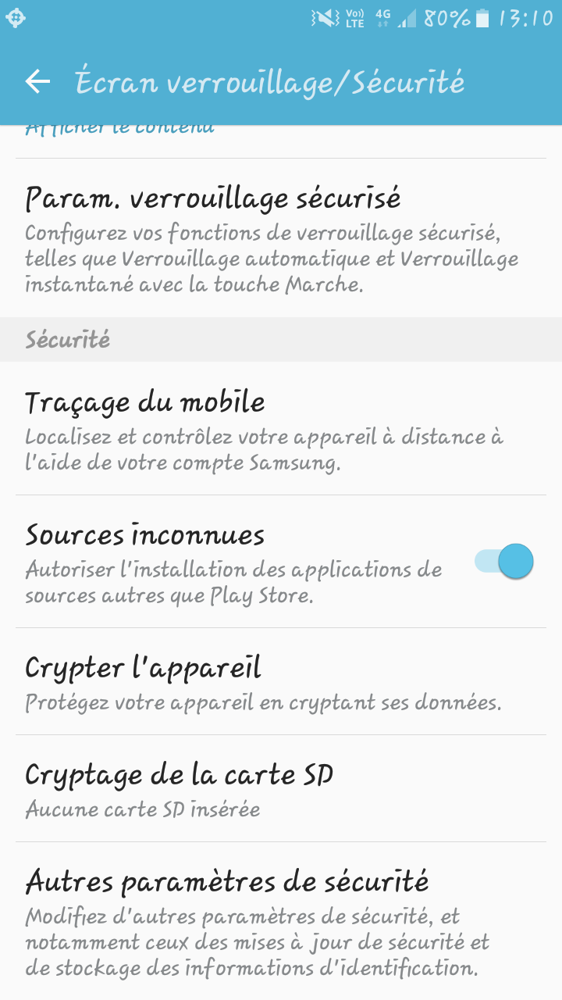 Vo))
LTE
4G
80%
13:10
Écran verrouillage/Sécurité
Afficher le contenu
Param. verrouillage sécurisé
Configurez vos fonctions de verrouillage sécurisé,
telles que Verrouillage automatique et Verrouillage
instantané avec la touche Marche.
Sécurité
Traçage du mobile
Localisez et contrôlez votre appareil à distance à
l'aide de votre compte Samsung.
Sources inconnues
Autoriser l'installation des applications de
sources autres que Play Store.
Crypter l'appareil
Protégez votre appareil en cryptant ses données.
Cryptage de la carte SD
Aucune carte SD insérée
Autres paramètres de sécurité
Modifiez d'autres paramètres de sécurité, et
notamment ceux des mises à jour de sécurité et
de stockage des informations d'identification.